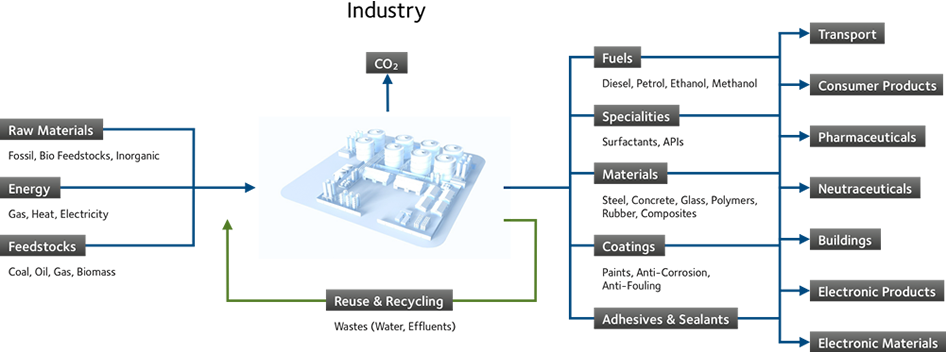 Industry
CO₂
Raw Materials
Fossil, Bio Feedstocks, Inorganic
Energy
Gas, Heat, Electricity
Feedstocks
Coal, Oil, Gas, Biomass
Reuse & Recycling
Wastes (Water, Effluents)
Fuels
Diesel, Petrol, Ethanol, Methanol
Specialities
Surfactants, APIs
Materials
Steel, Concrete, Glass, Polymers,
Rubber, Composites
Coatings
Paints, Anti-Corrosion,
Anti-Fouling
Adhesives & Sealants
Transport
Consumer Products
Pharmaceuticals
Neutraceuticals
Buildings
Electronic Products
Electronic Materials